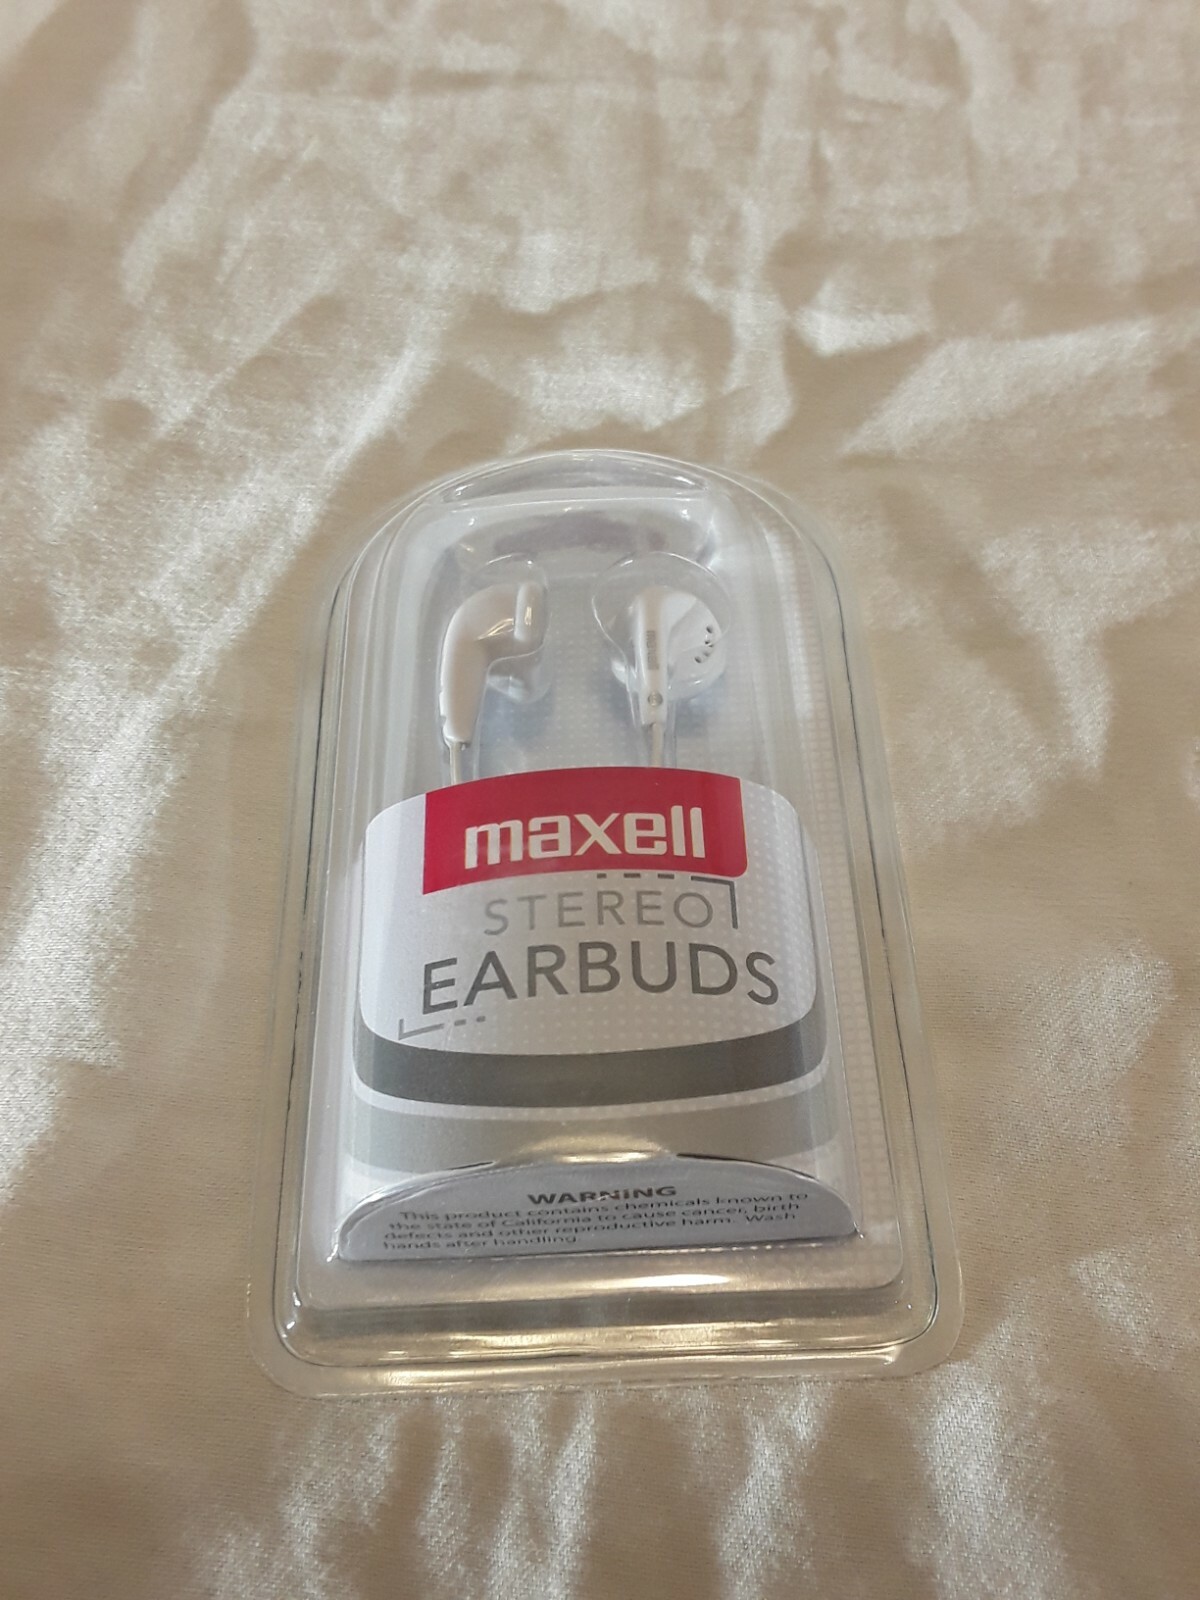 maxell
maxell
STEREO
EARBUDS
WARNING
This product contains chemicals known to
the state of California to cause cancer, birth
defects and other reproductive harm. Wash
hands after handling.